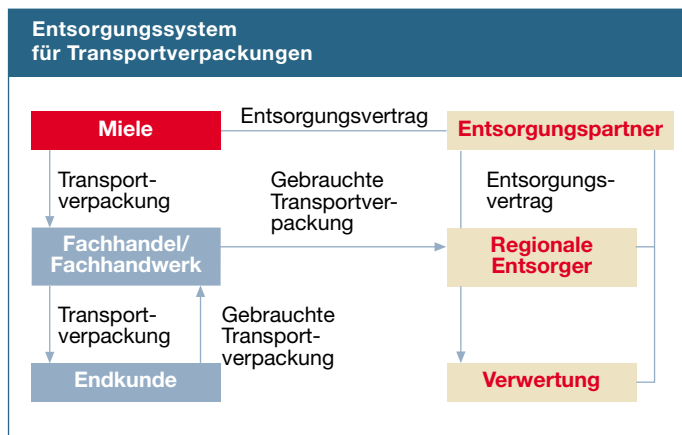 Entsorgungssystem
für Transportverpackungen
Miele
Entsorgungsvertrag
Entsorgungspartner
Transport-
verpackung
Gebrauchte
Transportver-
packung
Entsorgungs-
vertrag
Fachhandel/
Fachhandwerk
Regionale
Entsorger
Transport-
verpackung
Gebrauchte
Transport-
verpackung
Endkunde
Verwertung